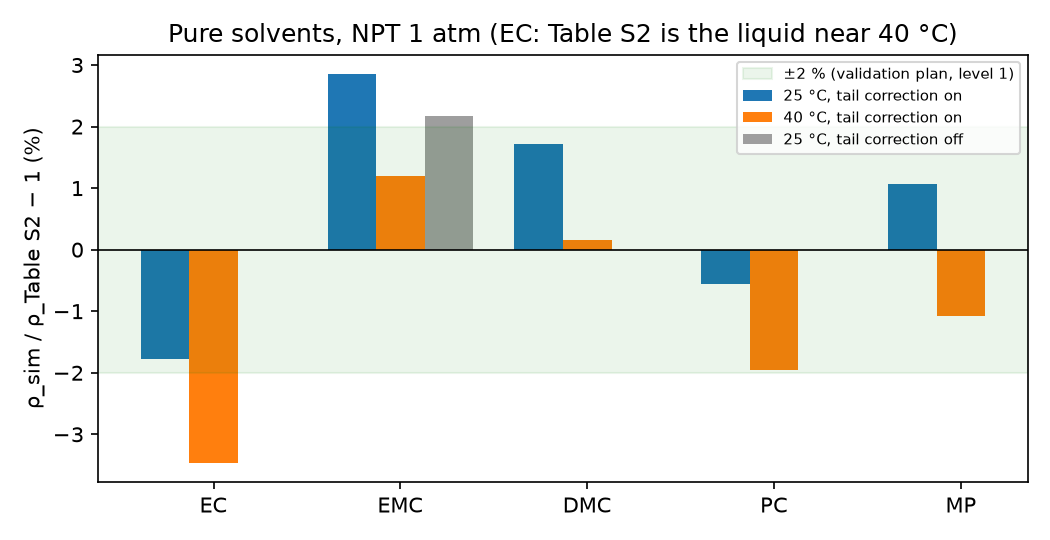 Pure solvents, NPT 1 atm (EC: Table S2 is the liquid near 40 °C)
ρ_sim / ρ_Table S2 − 1 (%)
3
2
1
0
−1
−2
−3
±2 % (validation plan, level 1)
25 °C, tail correction on
40 °C, tail correction on
25 °C, tail correction off
EC EMC DMC PC MP